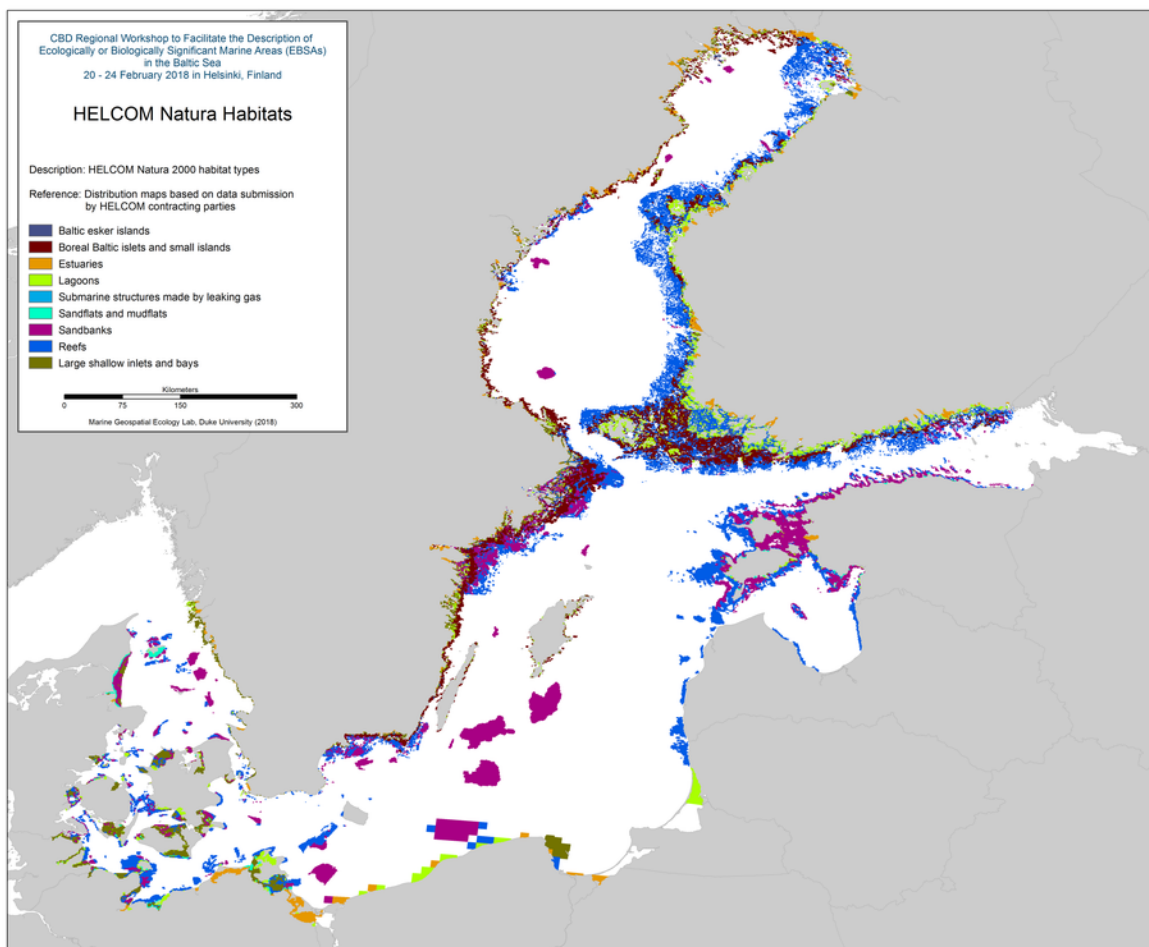 CBD Regional Workshop to Facilitate the Description of
Ecologically or Biologically Significant Marine Areas (EBSAs)
in the Baltic Sea
20 - 24 February 2018 in Helsinki, Finland
HELCOM Natura Habitats
Description: HELCOM Natura 2000 habitat types
Reference: Distribution maps based on data submission
by HELCOM contracting parties
Baltic esker islands
Boreal Baltic islets and small islands
Estuaries
Lagoons
Submarine structures made by leaking gas
Sandflats and mudflats
Sandbanks
Reefs
Large shallow inlets and bays
Kilometers
0 75 150 300
Marine Geospatial Ecology Lab, Duke University (2018)